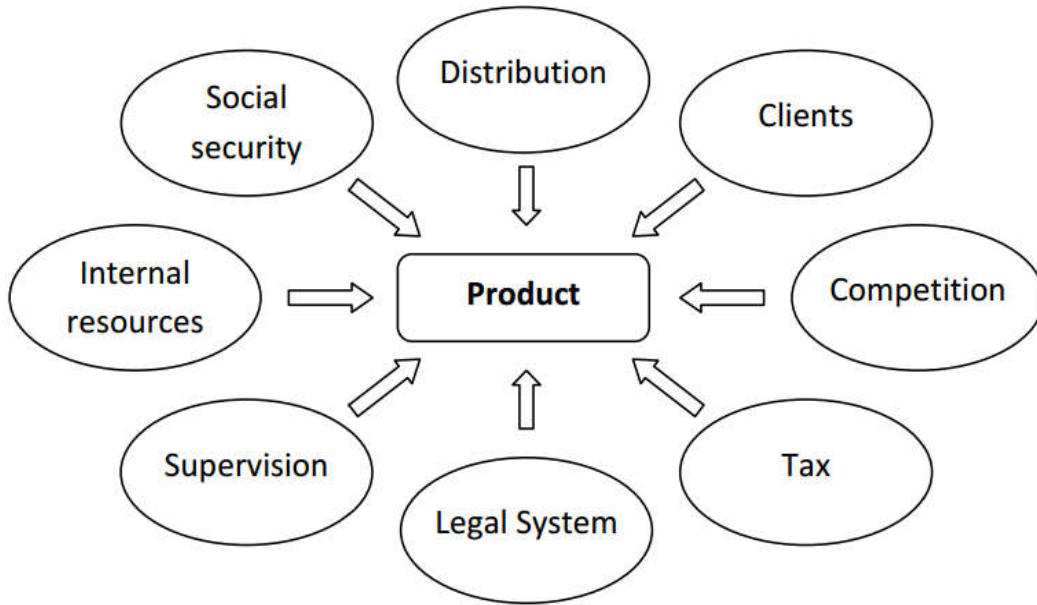 Distribution
Social
security
Clients
Internal
resources
Product
Competition
Supervision
Legal System
Tax